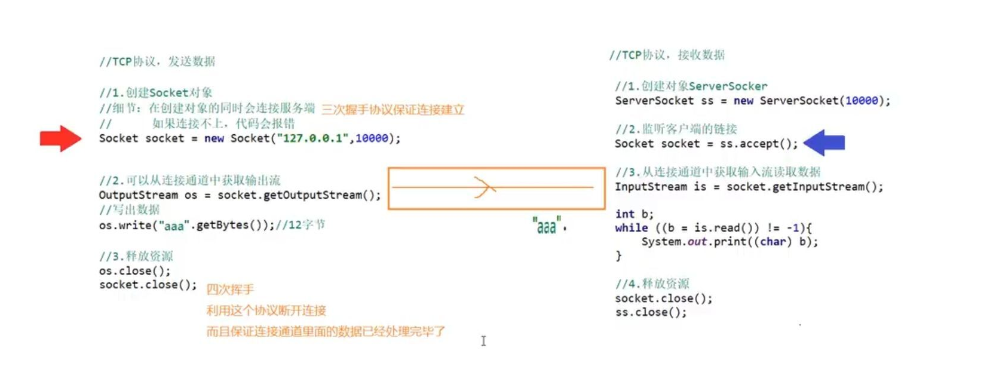 //TCP协议，发送数据
//1.创建Socket对象
//细节：在创建对象的同时会连接服务端 三次握手协议保证连接建立
// 如果连接不上，代码会报错
Socket socket = new Socket("127.0.0.1",10000);
//2.可以从连接通道中获取输出流
OutputStream os = socket.getOutputStream();
//写出数据
os.write("aaa".getBytes());//12字节
//3.释放资源
os.close();
socket.close(); 四次挥手
利用这个协议断开连接
而且保证连接通道里面的数据已经处理完毕了
"aaa".
//TCP协议，接收数据
//1.创建对象ServerSocker
ServerSocket ss = new ServerSocket(10000);
//2.监听客户端的链接
Socket socket = ss.accept();
//3.从连接通道中获取输入流读取数据
InputStream is = socket.getInputStream();
int b;
while ((b = is.read()) != -1){
System.out.print((char) b);
}
//4.释放资源
socket.close();
ss.close();